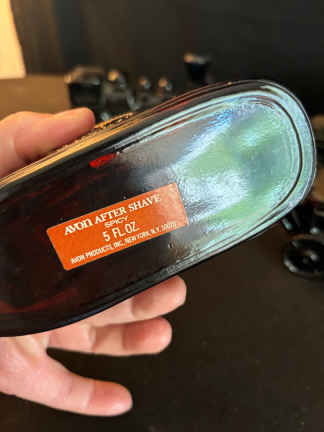 AVON AFTER SHAVE
SPICY
5 FL. OZ.
AVON PRODUCTS, INC. NEW YORK, N.Y. 10020